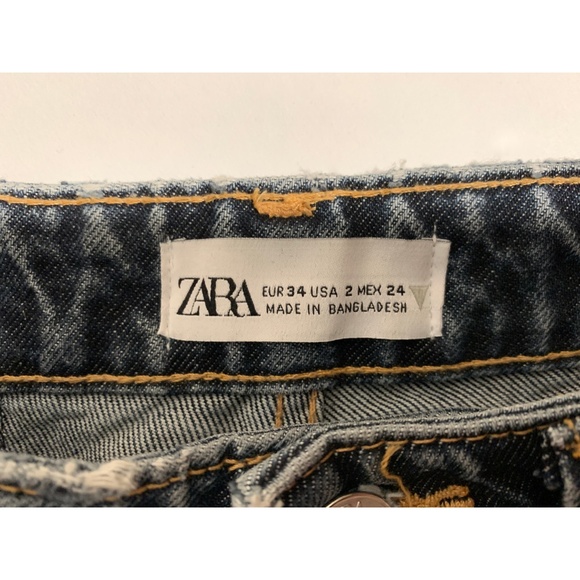 ZARA
EUR 34 USA 2 MEX 24
MADE IN BANGLADESH